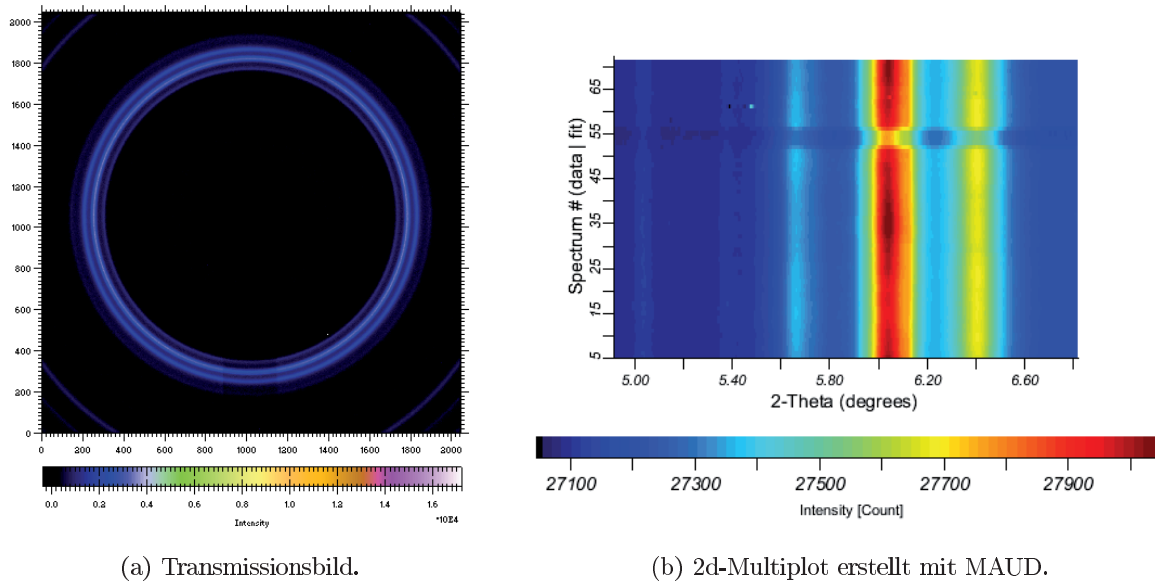 2000
1800
1600
1400
1200
1000
800
600
400
200
0
0 200 400 600 800 1000 1200 1400 1600 1800 2000
0.0 0.2 0.4 0.6 0.8 1.0 1.2 1.4 1.6
*10E4
Intensity
(a) Transmissionsbild.
Spectrum # (data | fit)
65
55
45
35
25
15
5
5.00 5.40 5.80 6.20 6.60
2-Theta (degrees)
27100 27300 27500 27700 27900
Intensity [Count]
(b) 2d-Multiplot erstellt mit MAUD.